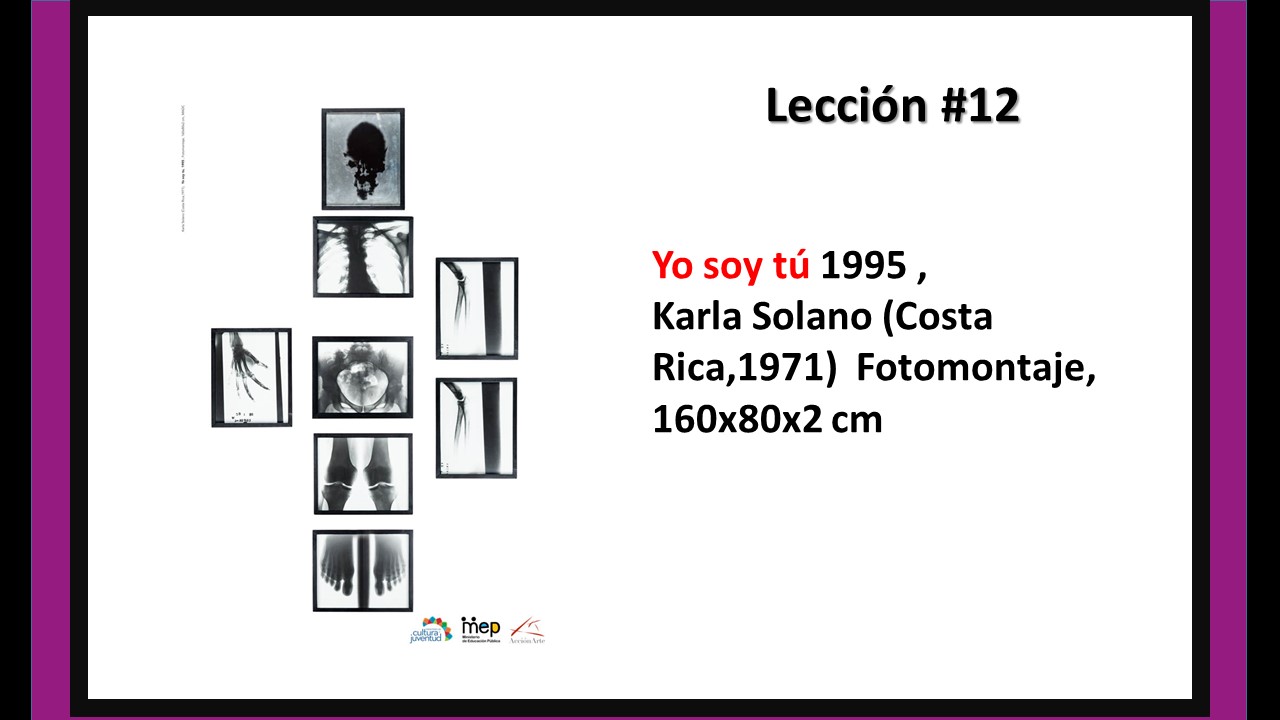 Lección #12
Yo soy tú 1995 ,
Karla Solano (Costa
Rica,1971)  Fotomontaje,
160x80x2 cm
cultura
juventud
mep
Ministerio
de Educación Pública
AcciónArte